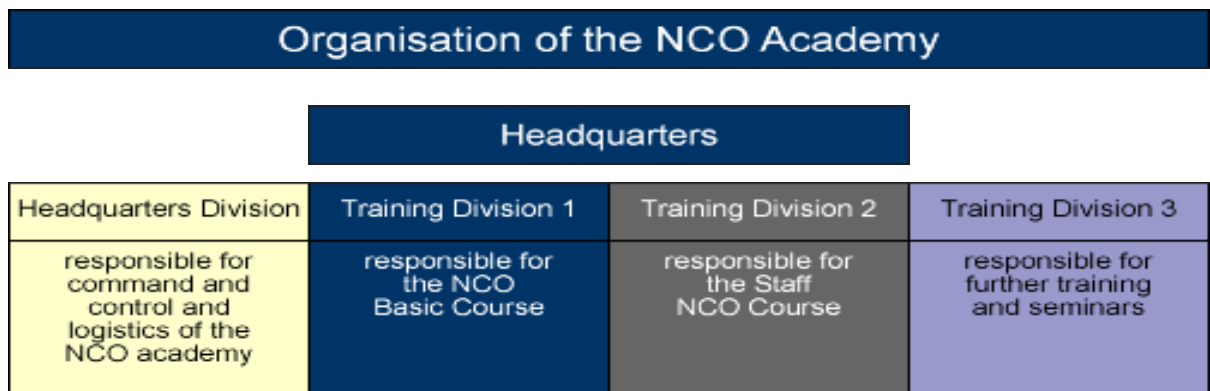 Organisation of the NCO Academy
Headquarters
Headquarters Division
Training Division 1
Training Division 2
Training Division 3
responsible for
command and
control and
logistics of the
NCO academy
responsible for
the NCO
Basic Course
responsible for
the Staff
NCO Course
responsible for
further training
and seminars